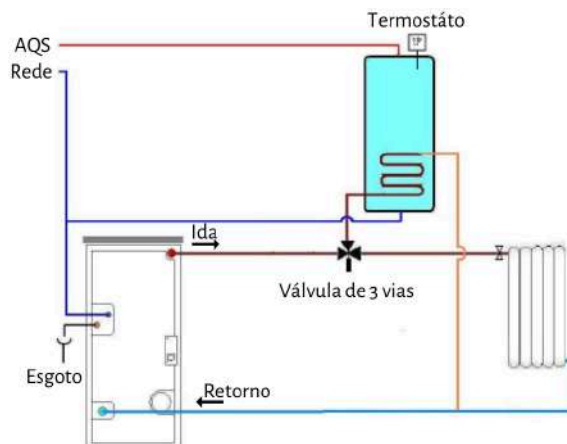 Termostáto
AQS
Rede
Ida
Válvula de 3 vias
Esgoto
Retorno